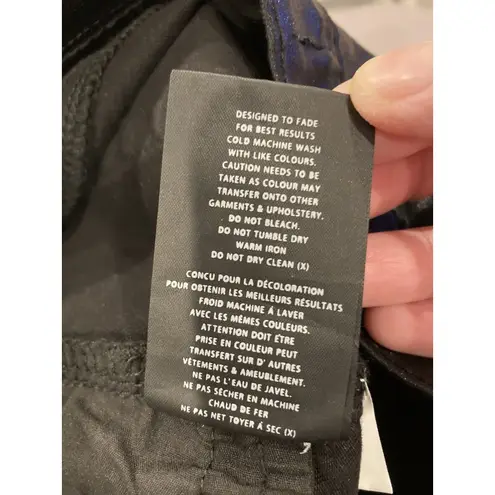 DESIGNED TO FADE
FOR BEST RESULTS
COLD MACHINE WASH
WITH LIKE COLOURS.
CAUTION NEEDS TO BE
TAKEN AS COLOUR MAY
TRANSFER ONTO OTHER
GARMENTS & UPHOLSTERY.
DO NOT BLEACH.
DO NOT TUMBLE DRY
WARM IRON
DO NOT DRY CLEAN (X)
CONCU POUR LA DÉCOLORATION
POUR OBTENIR LES MEILLEURS RÉSULTATS
FROID MACHINE Á LAVER
AVEC LES MÊMES COULEURS.
ATTENTION DOIT ÊTRE
PRISE EN COULEUR PEUT
TRANSFERT SUR D' AUTRES
VÊTEMENTS & AMEUBLEMENT.
NE PAS L'EAU DE JAVEL.
NE PAS SÉCHER EN MACHINE
CHAUD DE FER
NE PAS NET TOYER Á SEC (X)